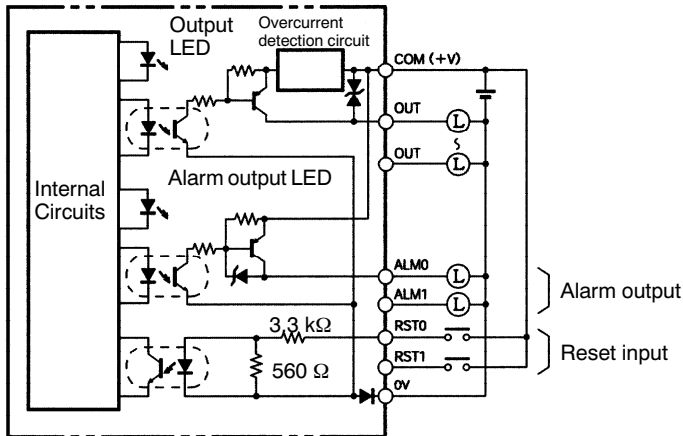 Output
LED
Overcurrent
detection circuit
COM (+V)
OUT
L
OUT
L
Internal
Circuits
Alarm output LED
ALM0
L
ALM1
L
Alarm output
3.3 kΩ
RST0
560 Ω
RST1
Reset input
0V